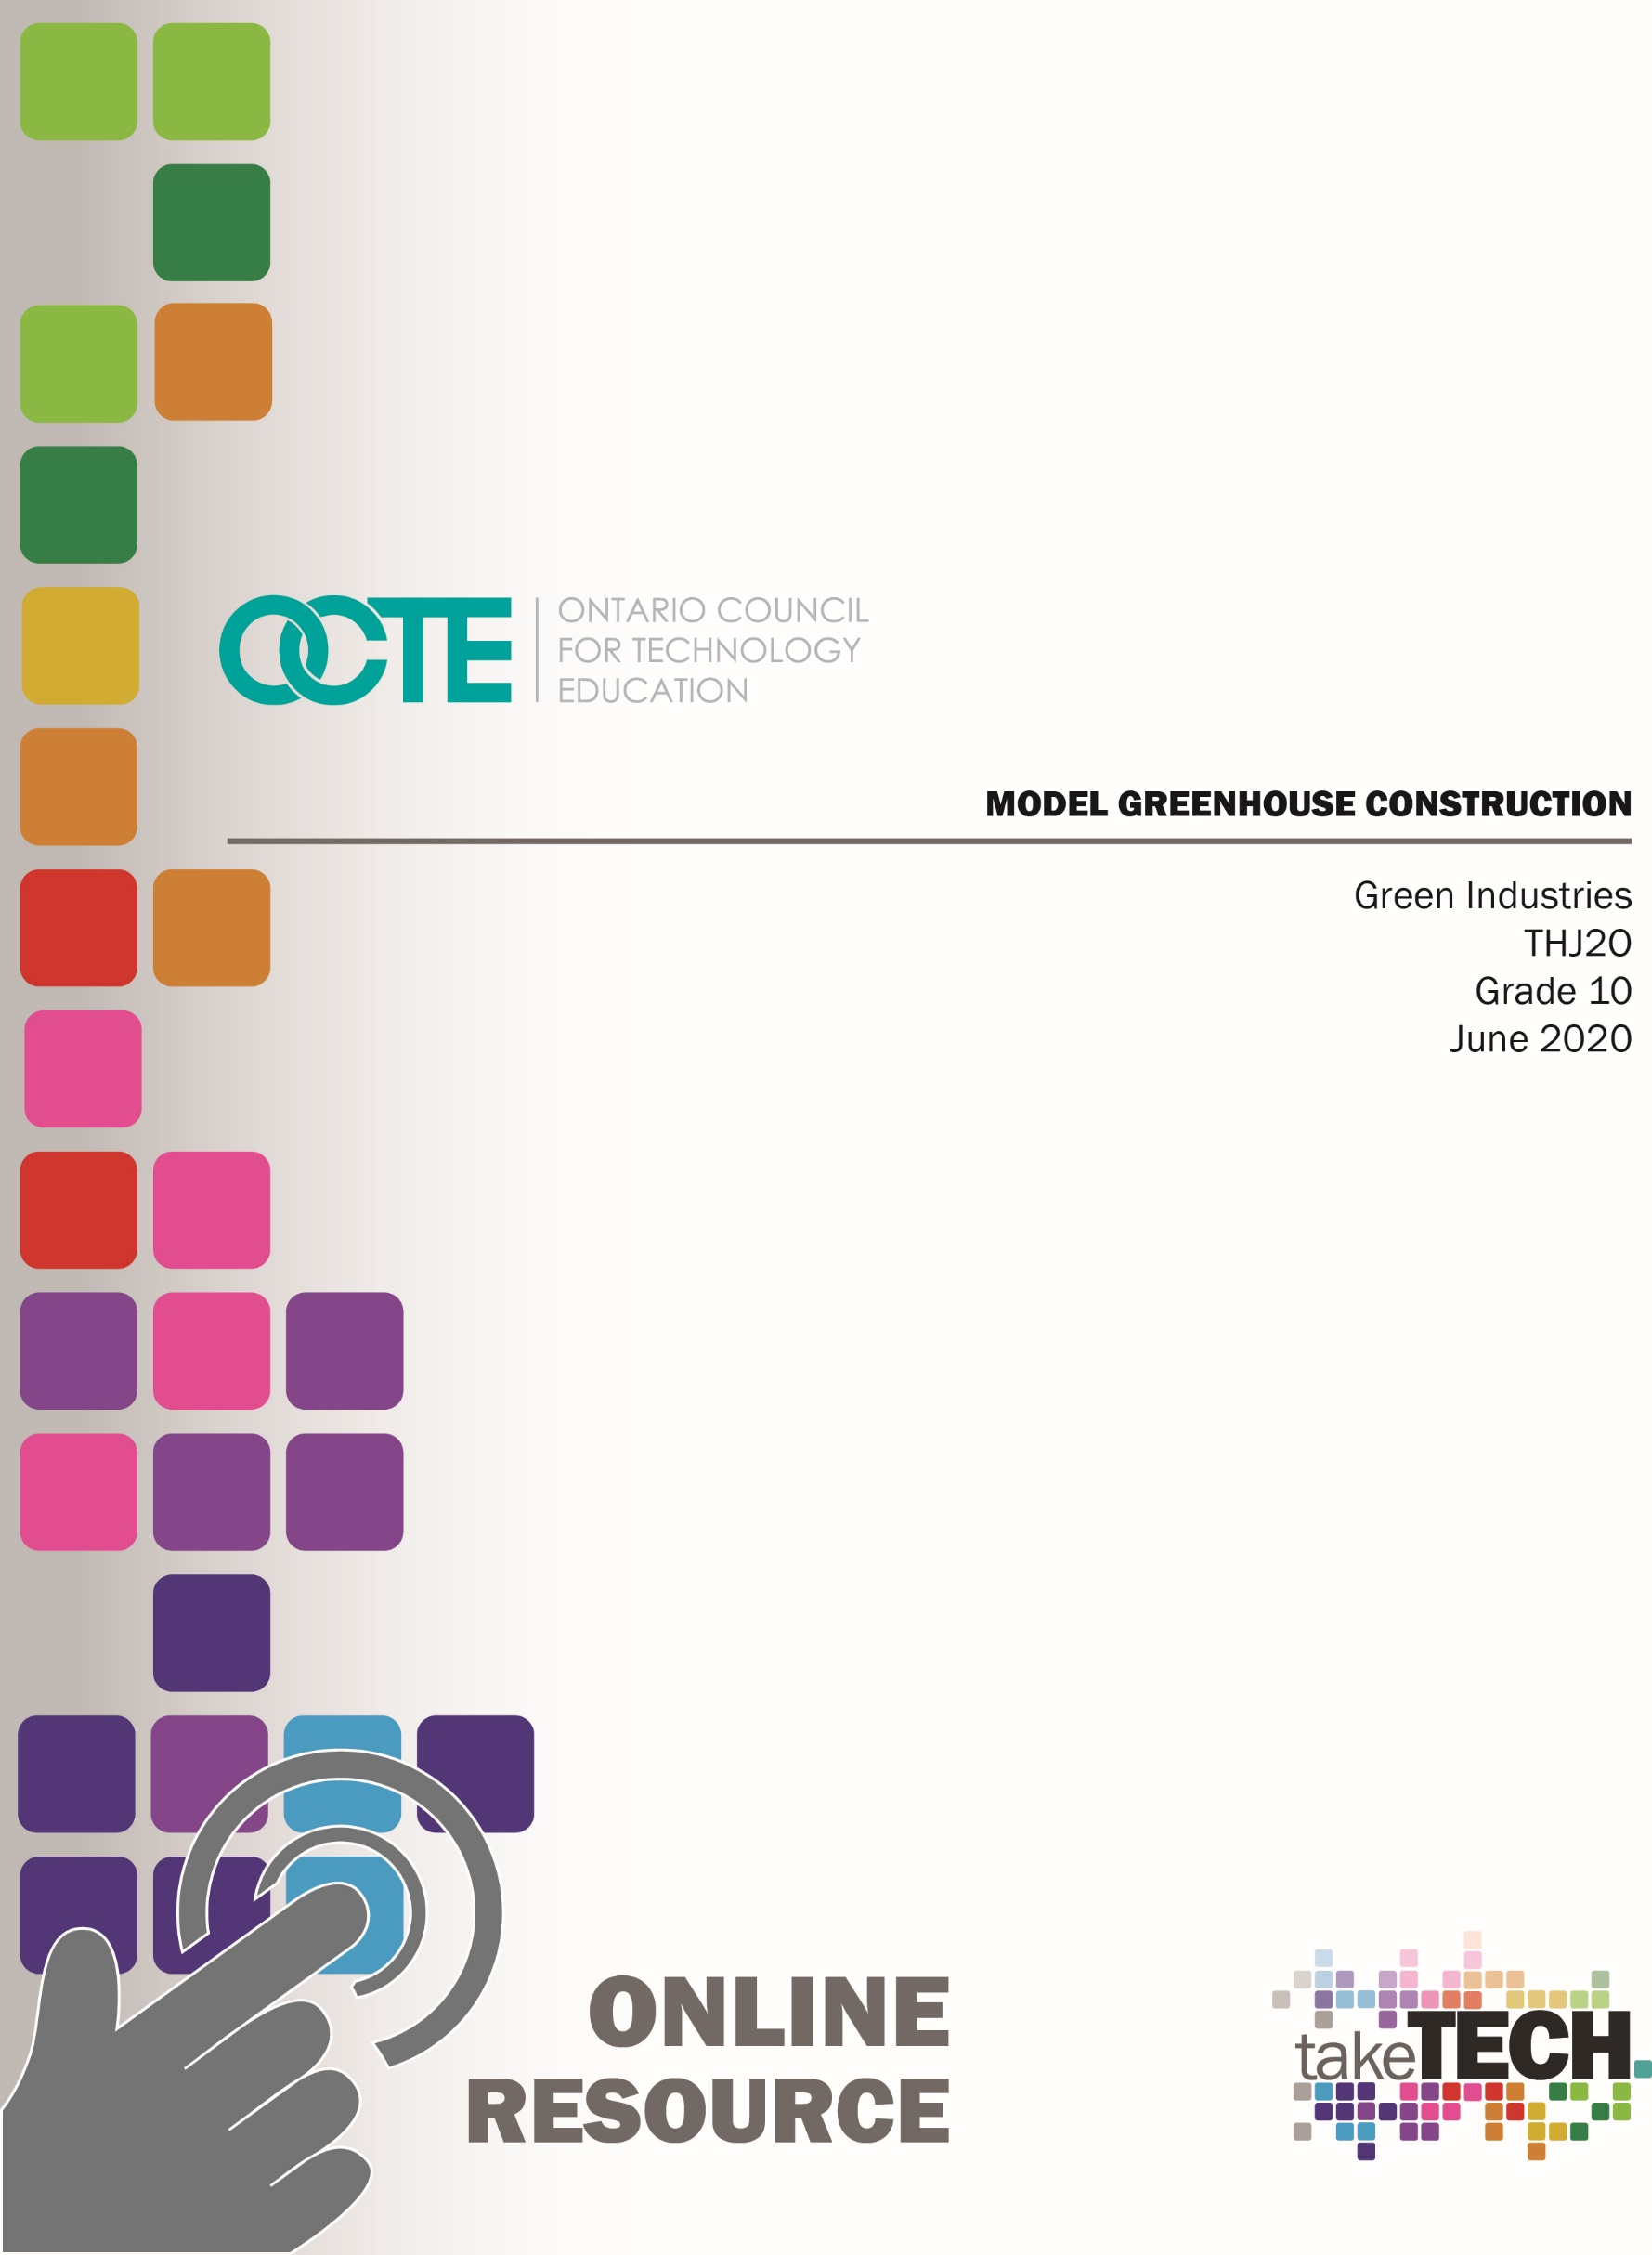 OCTE
ONTARIO COUNCIL
FOR TECHNOLOGY
EDUCATION
MODEL GREENHOUSE CONSTRUCTION
Green Industries
THJ2O
Grade 10
June 2020
ONLINE
RESOURCE
takeTECH.